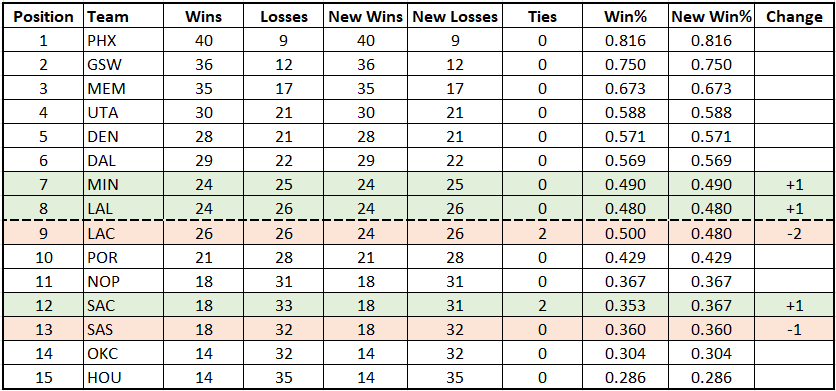 Position Team Wins Losses New Wins New Losses Ties Win% New Win% Change
1 PHX 40 9 40 9 0 0.816 0.816
2 GSW 36 12 36 12 0 0.750 0.750
3 MEM 35 17 35 17 0 0.673 0.673
4 UTA 30 21 30 21 0 0.588 0.588
5 DEN 28 21 28 21 0 0.571 0.571
6 DAL 29 22 29 22 0 0.569 0.569
7 MIN 24 25 24 25 0 0.490 0.490 +1
8 LAL 24 26 24 26 0 0.480 0.480 +1
9 LAC 26 26 24 26 2 0.500 0.480 -2
10 POR 21 28 21 28 0 0.429 0.429
11 NOP 18 31 18 31 0 0.367 0.367
12 SAC 18 33 18 31 2 0.353 0.367 +1
13 SAS 18 32 18 32 0 0.360 0.360 -1
14 OKC 14 32 14 32 0 0.304 0.304
15 HOU 14 35 14 35 0 0.286 0.286